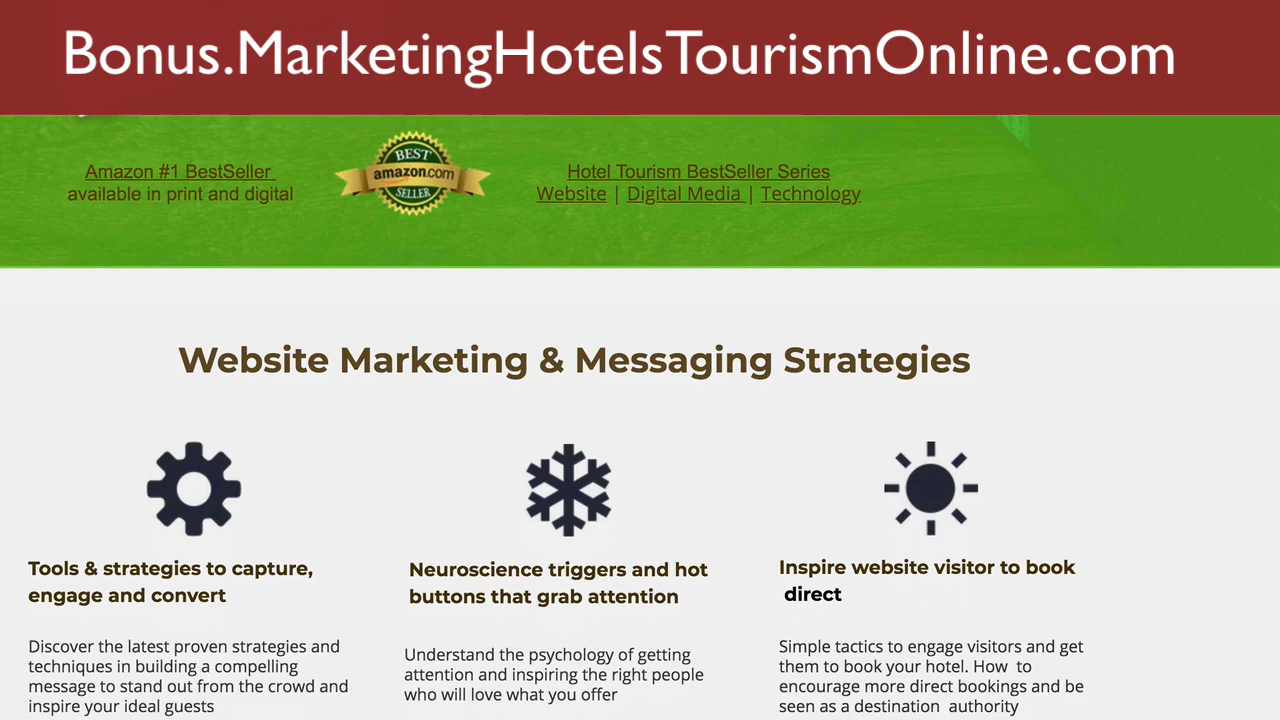 Bonus.MarketingHotelsTourismOnline.com
Amazon #1 BestSeller
available in print and digital
BEST
amazon.com
SELLER
Hotel Tourism BestSeller Series
Website | Digital Media | Technology
Website Marketing & Messaging Strategies
Tools & strategies to capture,
engage and convert
Discover the latest proven strategies and
techniques in building a compelling
message to stand out from the crowd and
inspire your ideal guests
Neuroscience triggers and hot
buttons that grab attention
Understand the psychology of getting
attention and inspiring the right people
who will love what you offer
Inspire website visitor to book
direct
Simple tactics to engage visitors and get
them to book your hotel. How to
encourage more direct bookings and be
seen as a destination authority